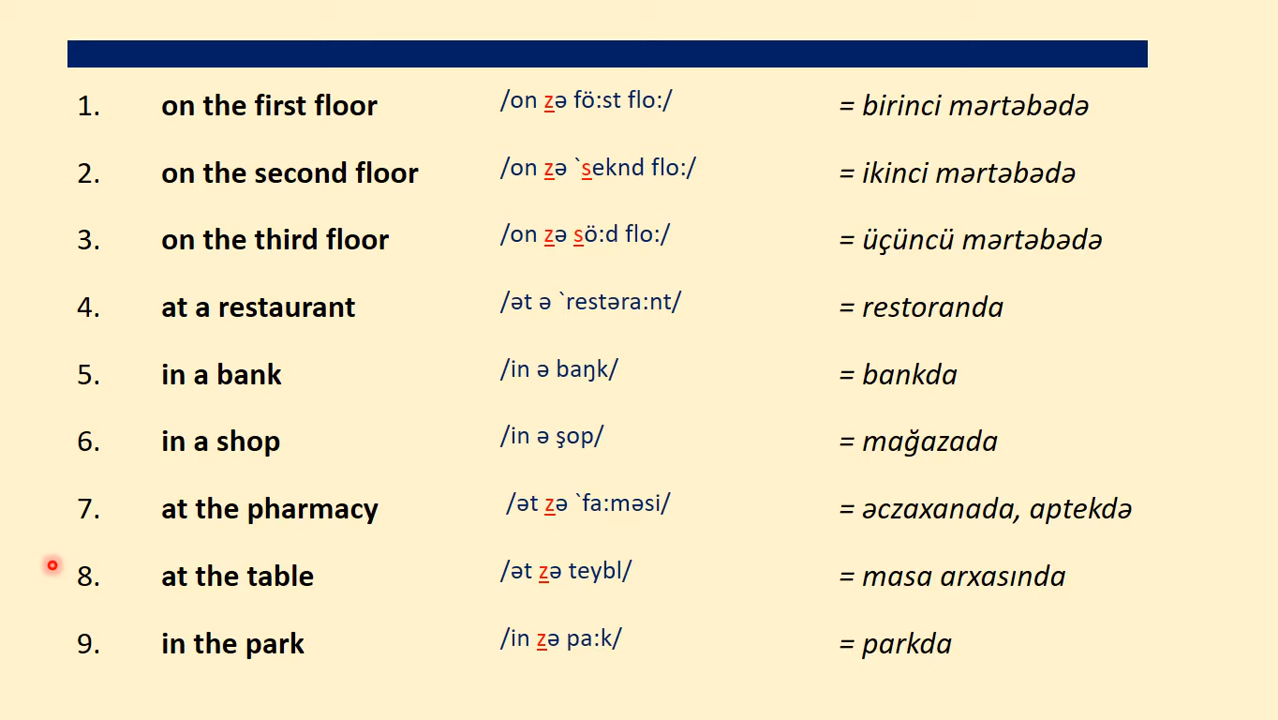 1. on the first floor /on zə fö:st flo:/ = birinci mərtəbədə
2. on the second floor /on zə `seknd flo:/ = ikinci mərtəbədə
3. on the third floor /on zə sö:d flo:/ = üçüncü mərtəbədə
4. at a restaurant /ət ə `restəra:nt/ = restoranda
5. in a bank /in ə baŋk/ = bankda
6. in a shop /in ə şop/ = mağazada
7. at the pharmacy /ət zə `fa:məsi/ = əczaxanada, aptekdə
8. at the table /ət zə teybl/ = masa arxasında
9. in the park /in zə pa:k/ = parkda